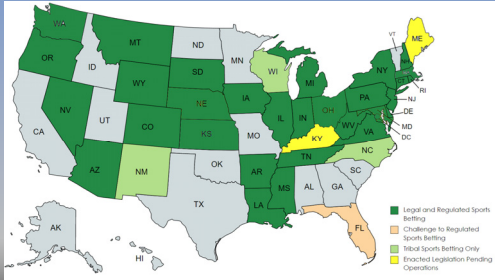 WA
MT
ND
MN
VT
ME
OR
ID
SD
WI
MI
NY
WY
RI
NV
NE
IA
PA
NJ
CA
UT
CO
IL
IN
OH
DE
KS
MO
WV
VA
MD
KY
DC
AZ
NM
OK
AR
TN
NC
SC
TX
LA
MS
AL
GA
AK
HI
FL
Legal and Regulated Sports
Betting
Challenge to Regulated
Sports Betting
Tribal Sports Betting Only
Enacted Legislation Pending
Operations